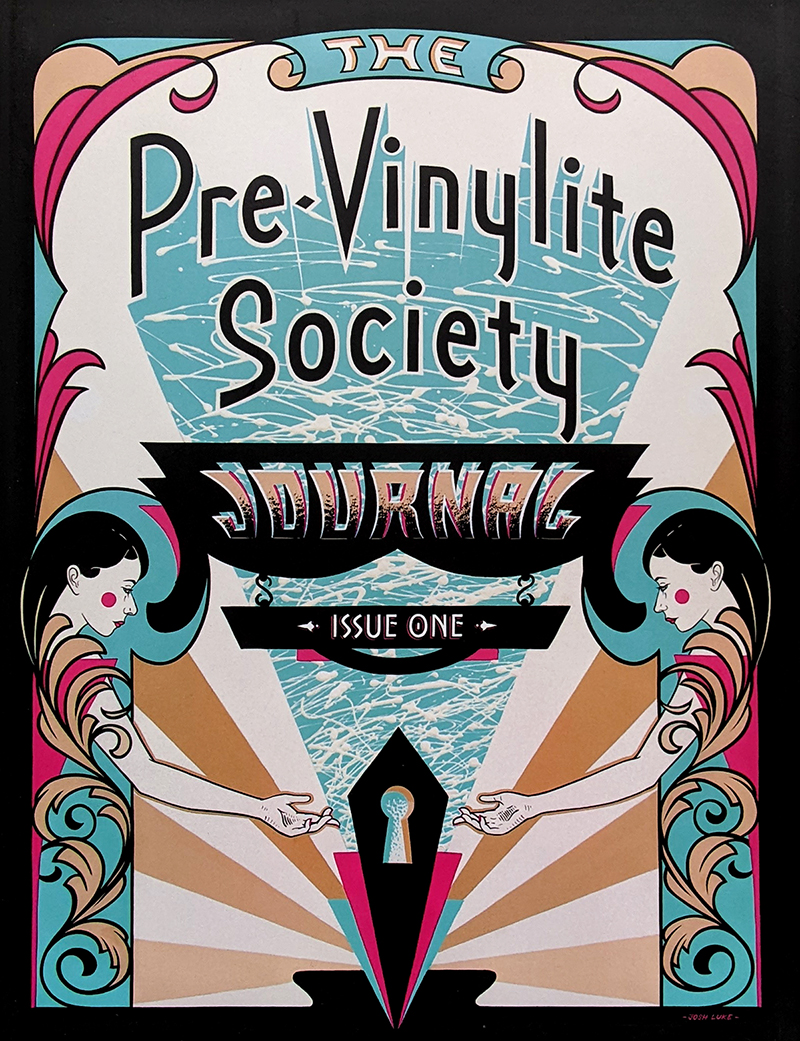 THE
Pre-Vinylite
Society
JOURNAL
ISSUE ONE
-JOSH LUKE-